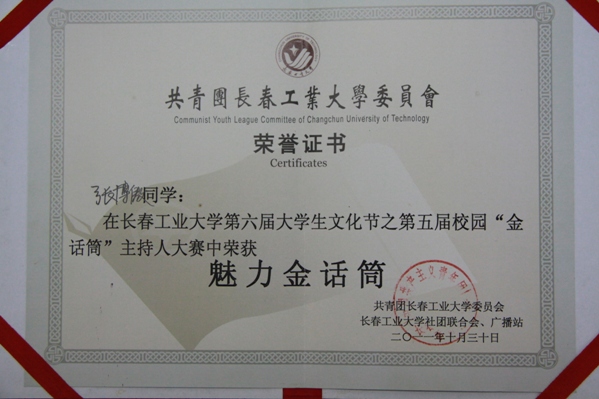 共青團長春工業大學委員會
Communist Youth League Committee of Changchun University of Technology
荣誉证书
Certificates
张博 同学：
在长春工业大学第六届大学生文化节之第五届校园“金
话筒”主持人大赛中荣获
魅力金话筒
共青团长春工业大学委员会
长春工业大学社团联合会、广播站
二〇一一年十月三十日